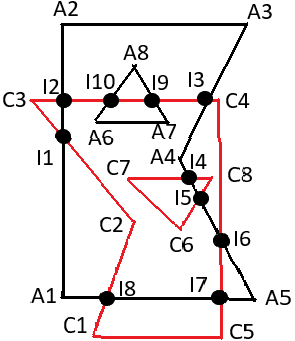 A2 A3
A8
I2 I10 I9 I3
C3 C4
A6 A7
I1 A4
C7 I4 C8
I5
C2 C6 I6
A1 I8 I7 A5
C1 C5